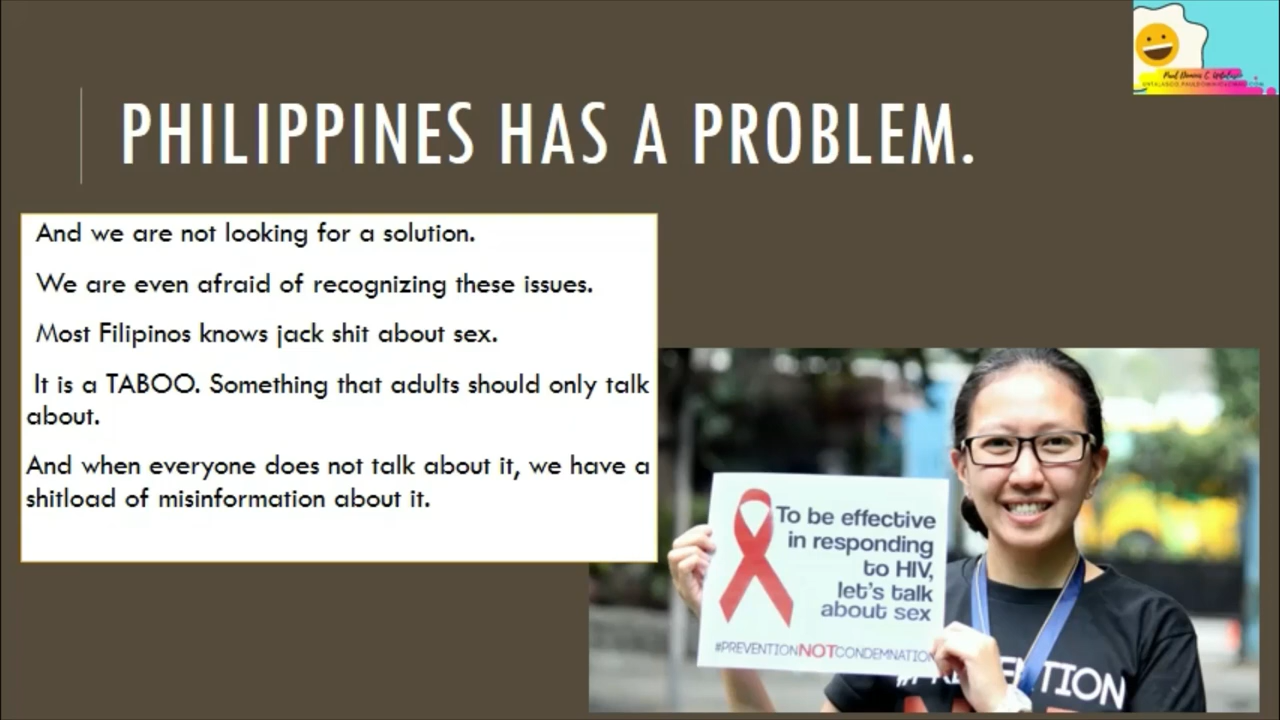 PHILIPPINES HAS A PROBLEM.
And we are not looking for a solution.
We are even afraid of recognizing these issues.
Most Filipinos knows jack shit about sex.
It is a TABOO. Something that adults should only talk
about.
And when everyone does not talk about it, we have a
shitload of misinformation about it.
To be effective
in responding
to HIV,
let's talk
about sex
#PREVENTIONNOTCONDEMNATION